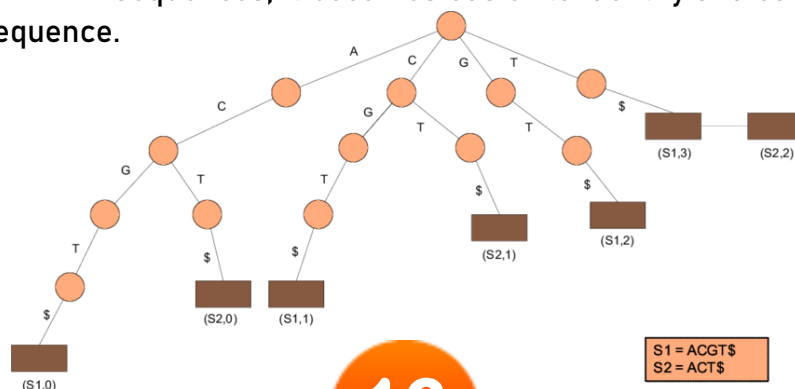 equence.
A
C
G
T
C
G
T
$
G
T
T
$
(S1,3)
(S2,2)
T
$
$
(S2,1)
(S1,2)
T
$
$
(S2,0)
(S1,1)
$
(S1,0)
S1 = ACGT$
S2 = ACT$